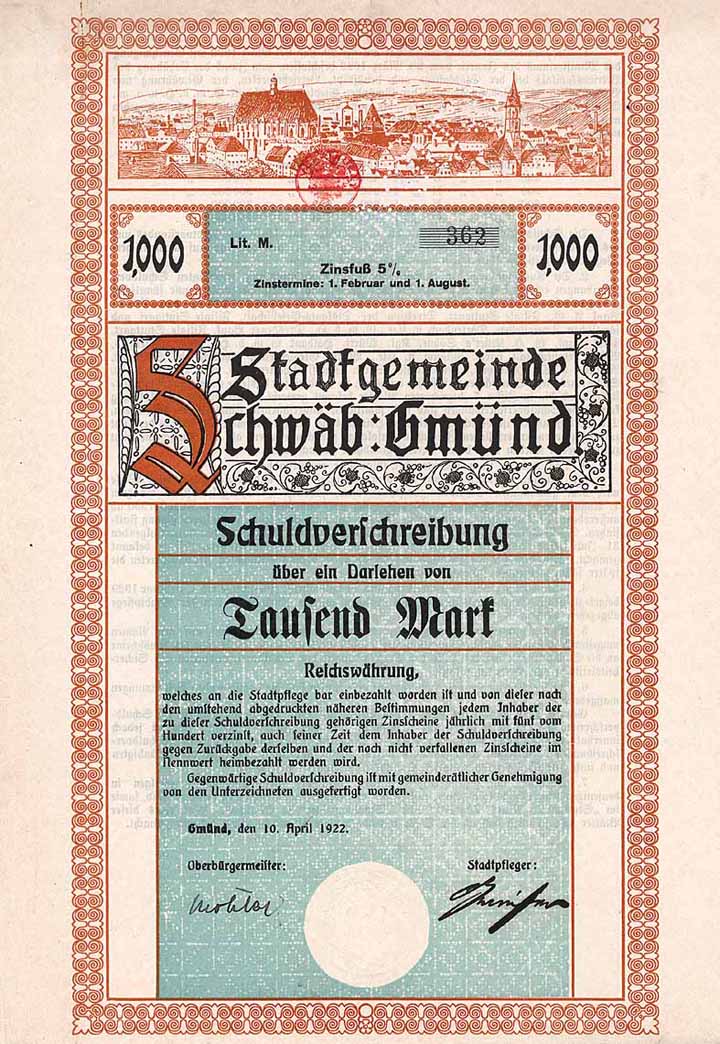 1,000
Lit. M.
362
1,000
Zinsfuß 5%
Zinstermine: 1. Februar und 1. August.
Stadtgemeinde
Schwäb: Gmünd.
Schuldverſchreibung
über ein Darlehen von
Tauſend Mark
Reichswährung,
welches an die Stadtpflege bar einbezahlt worden iſt und von dieſer nach
den umſtehend abgedruckten näheren Beſtimmungen jedem Inhaber der
zu dieſer Schuldverſchreibung gehörigen Zinsſcheine jährlich mit fünf vom
Hundert verzinſt, auch ſeiner Zeit dem Inhaber der Schuldverſchreibung
gegen Zurückgabe derſelben und der noch nicht verfallenen Zinsſcheine im
Nennwert heimbezahlt werden wird.
Gegenwärtige Schuldverſchreibung iſt mit gemeinderätlicher Genehmigung
von den Unterzeichneten ausgefertigt worden.
Gmünd, den 10. April 1922.
Oberbürgermeiſter:
Stadtpfleger: